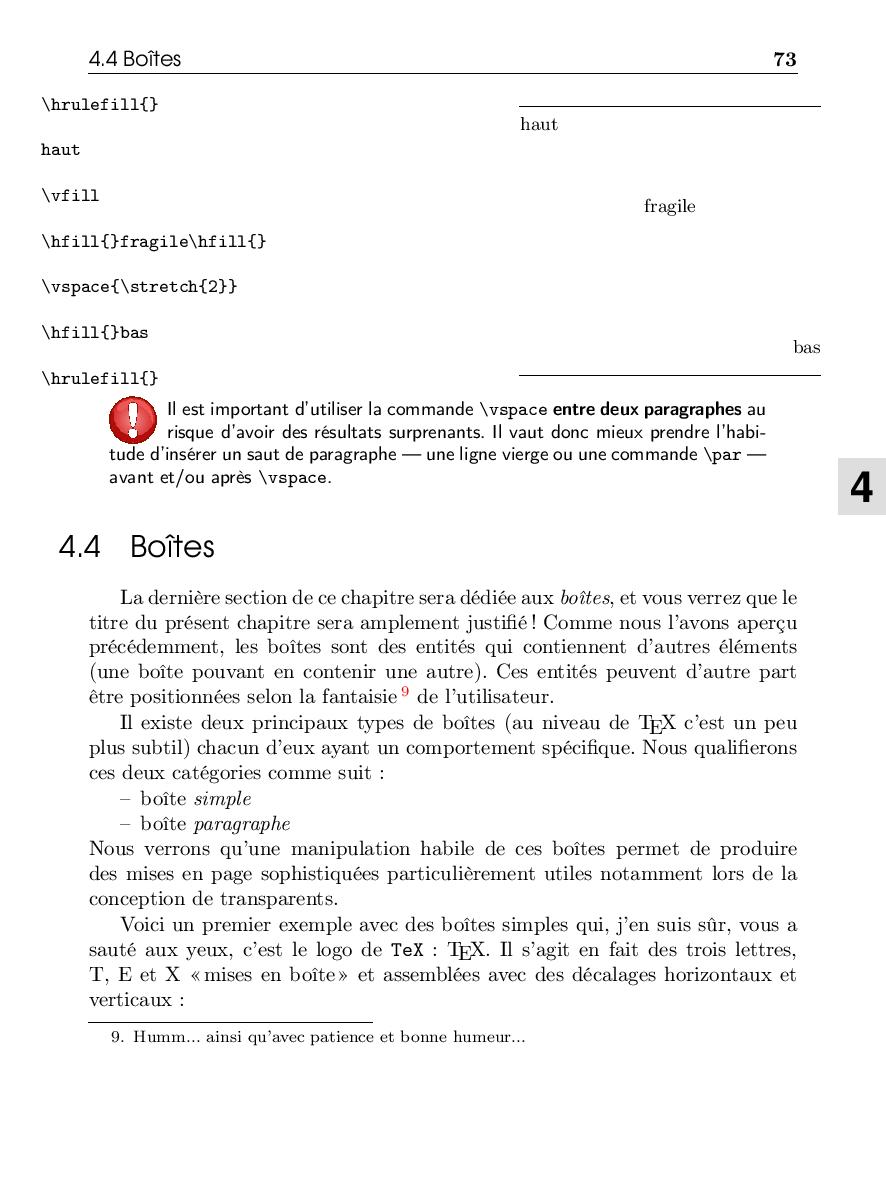 4.4 Boîtes 73
\hrulefill{}
haut
\vfill
\hfill{}fragile\hfill{}
\vspace{\stretch{2}}
\hfill{}bas
\hrulefill{}
haut
fragile
bas
Il est important d'utiliser la commande \vspace entre deux paragraphes au
risque d'avoir des résultats surprenants. Il vaut donc mieux prendre l'habi-
tude d'insérer un saut de paragraphe — une ligne vierge ou une commande \par —
avant et/ou après \vspace.
4
4.4 Boîtes
La dernière section de ce chapitre sera dédiée aux boîtes, et vous verrez que le
titre du présent chapitre sera amplement justifié ! Comme nous l'avons aperçu
précédemment, les boîtes sont des entités qui contiennent d'autres éléments
(une boîte pouvant en contenir une autre). Ces entités peuvent d'autre part
être positionnées selon la fantaisie 9 de l'utilisateur.
Il existe deux principaux types de boîtes (au niveau de TEX c'est un peu
plus subtil) chacun d'eux ayant un comportement spécifique. Nous qualifierons
ces deux catégories comme suit :
– boîte simple
– boîte paragraphe
Nous verrons qu'une manipulation habile de ces boîtes permet de produire
des mises en page sophistiquées particulièrement utiles notamment lors de la
conception de transparents.
Voici un premier exemple avec des boîtes simples qui, j'en suis sûr, vous a
sauté aux yeux, c'est le logo de TeX : TEX. Il s'agit en fait des trois lettres,
T, E et X « mises en boîte » et assemblées avec des décalages horizontaux et
verticaux :
9. Humm... ainsi qu'avec patience et bonne humeur...